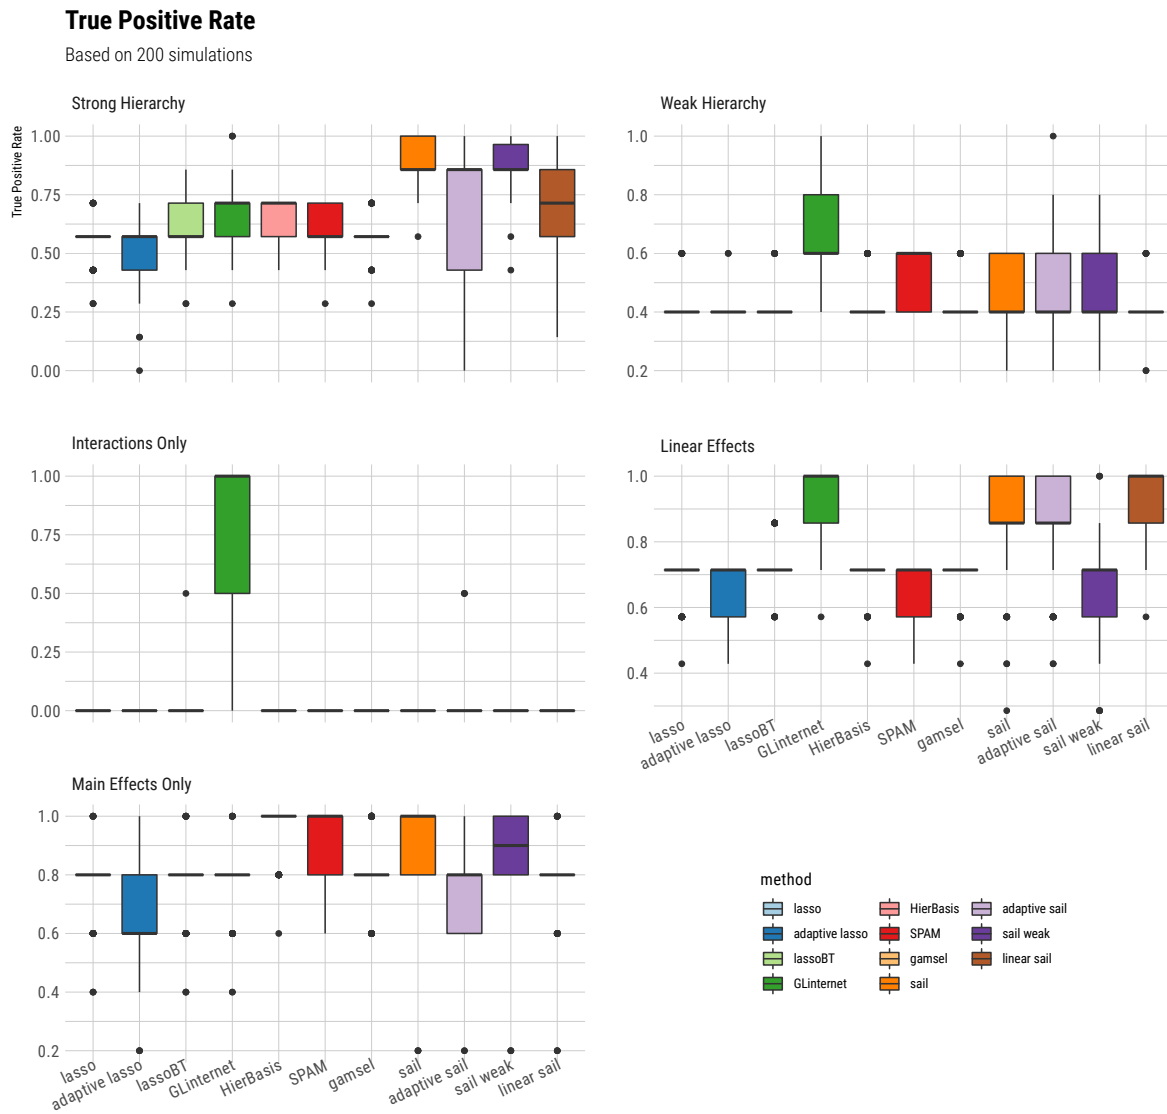 True Positive Rate
Based on 200 simulations
Strong Hierarchy
True Positive Rate
1.00
0.75
0.50
0.25
0.00
Weak Hierarchy
1.0
0.8
0.6
0.4
0.2
Interactions Only
1.00
0.75
0.50
0.25
0.00
Linear Effects
1.0
0.8
0.6
0.4
lasso
adaptive lasso
lassoBT
GLinternet
HierBasis
SPAM
gamsel
sail
adaptive sail
sail weak
linear sail
Main Effects Only
1.0
0.8
0.6
0.4
0.2
lasso
adaptive lasso
lassoBT
GLinternet
HierBasis
SPAM
gamsel
sail
adaptive sail
sail weak
linear sail
method
lasso
adaptive lasso
lassoBT
GLinternet
HierBasis
SPAM
gamsel
sail
adaptive sail
sail weak
linear sail